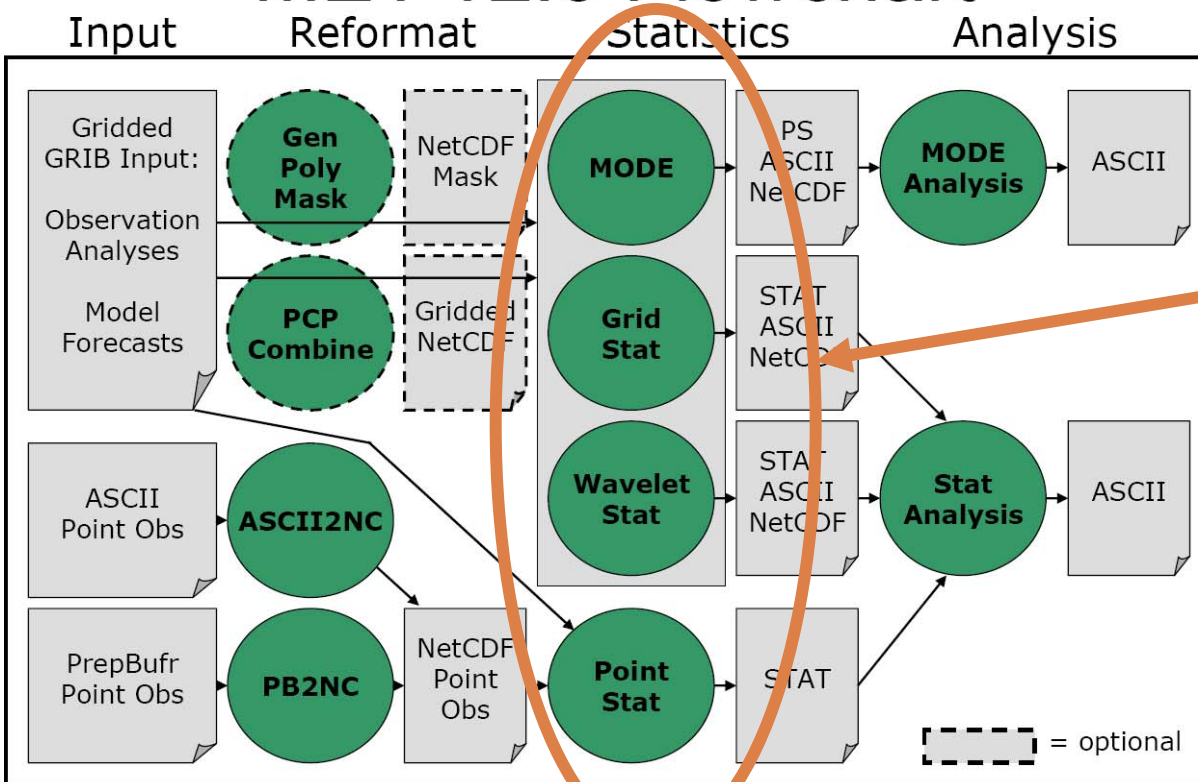 Input
Reformat
Statistics
Analysis
Gridded
GRIB Input:
Observation
Analyses
Model
Forecasts
Gen
Poly
Mask
NetCDF
Mask
MODE
PS
ASCII
NetCDF
MODE
Analysis
ASCII
PCP
Combine
Gridded
NetCDF
Grid
Stat
STAT
ASCII
NetCD
Wavelet
Stat
STAT
ASCII
NetCDF
Stat
Analysis
ASCII
ASCII
Point Obs
ASCII2NC
PrepBufr
Point Obs
PB2NC
NetCDF
Point
Obs
Point
Stat
STAT
= optional